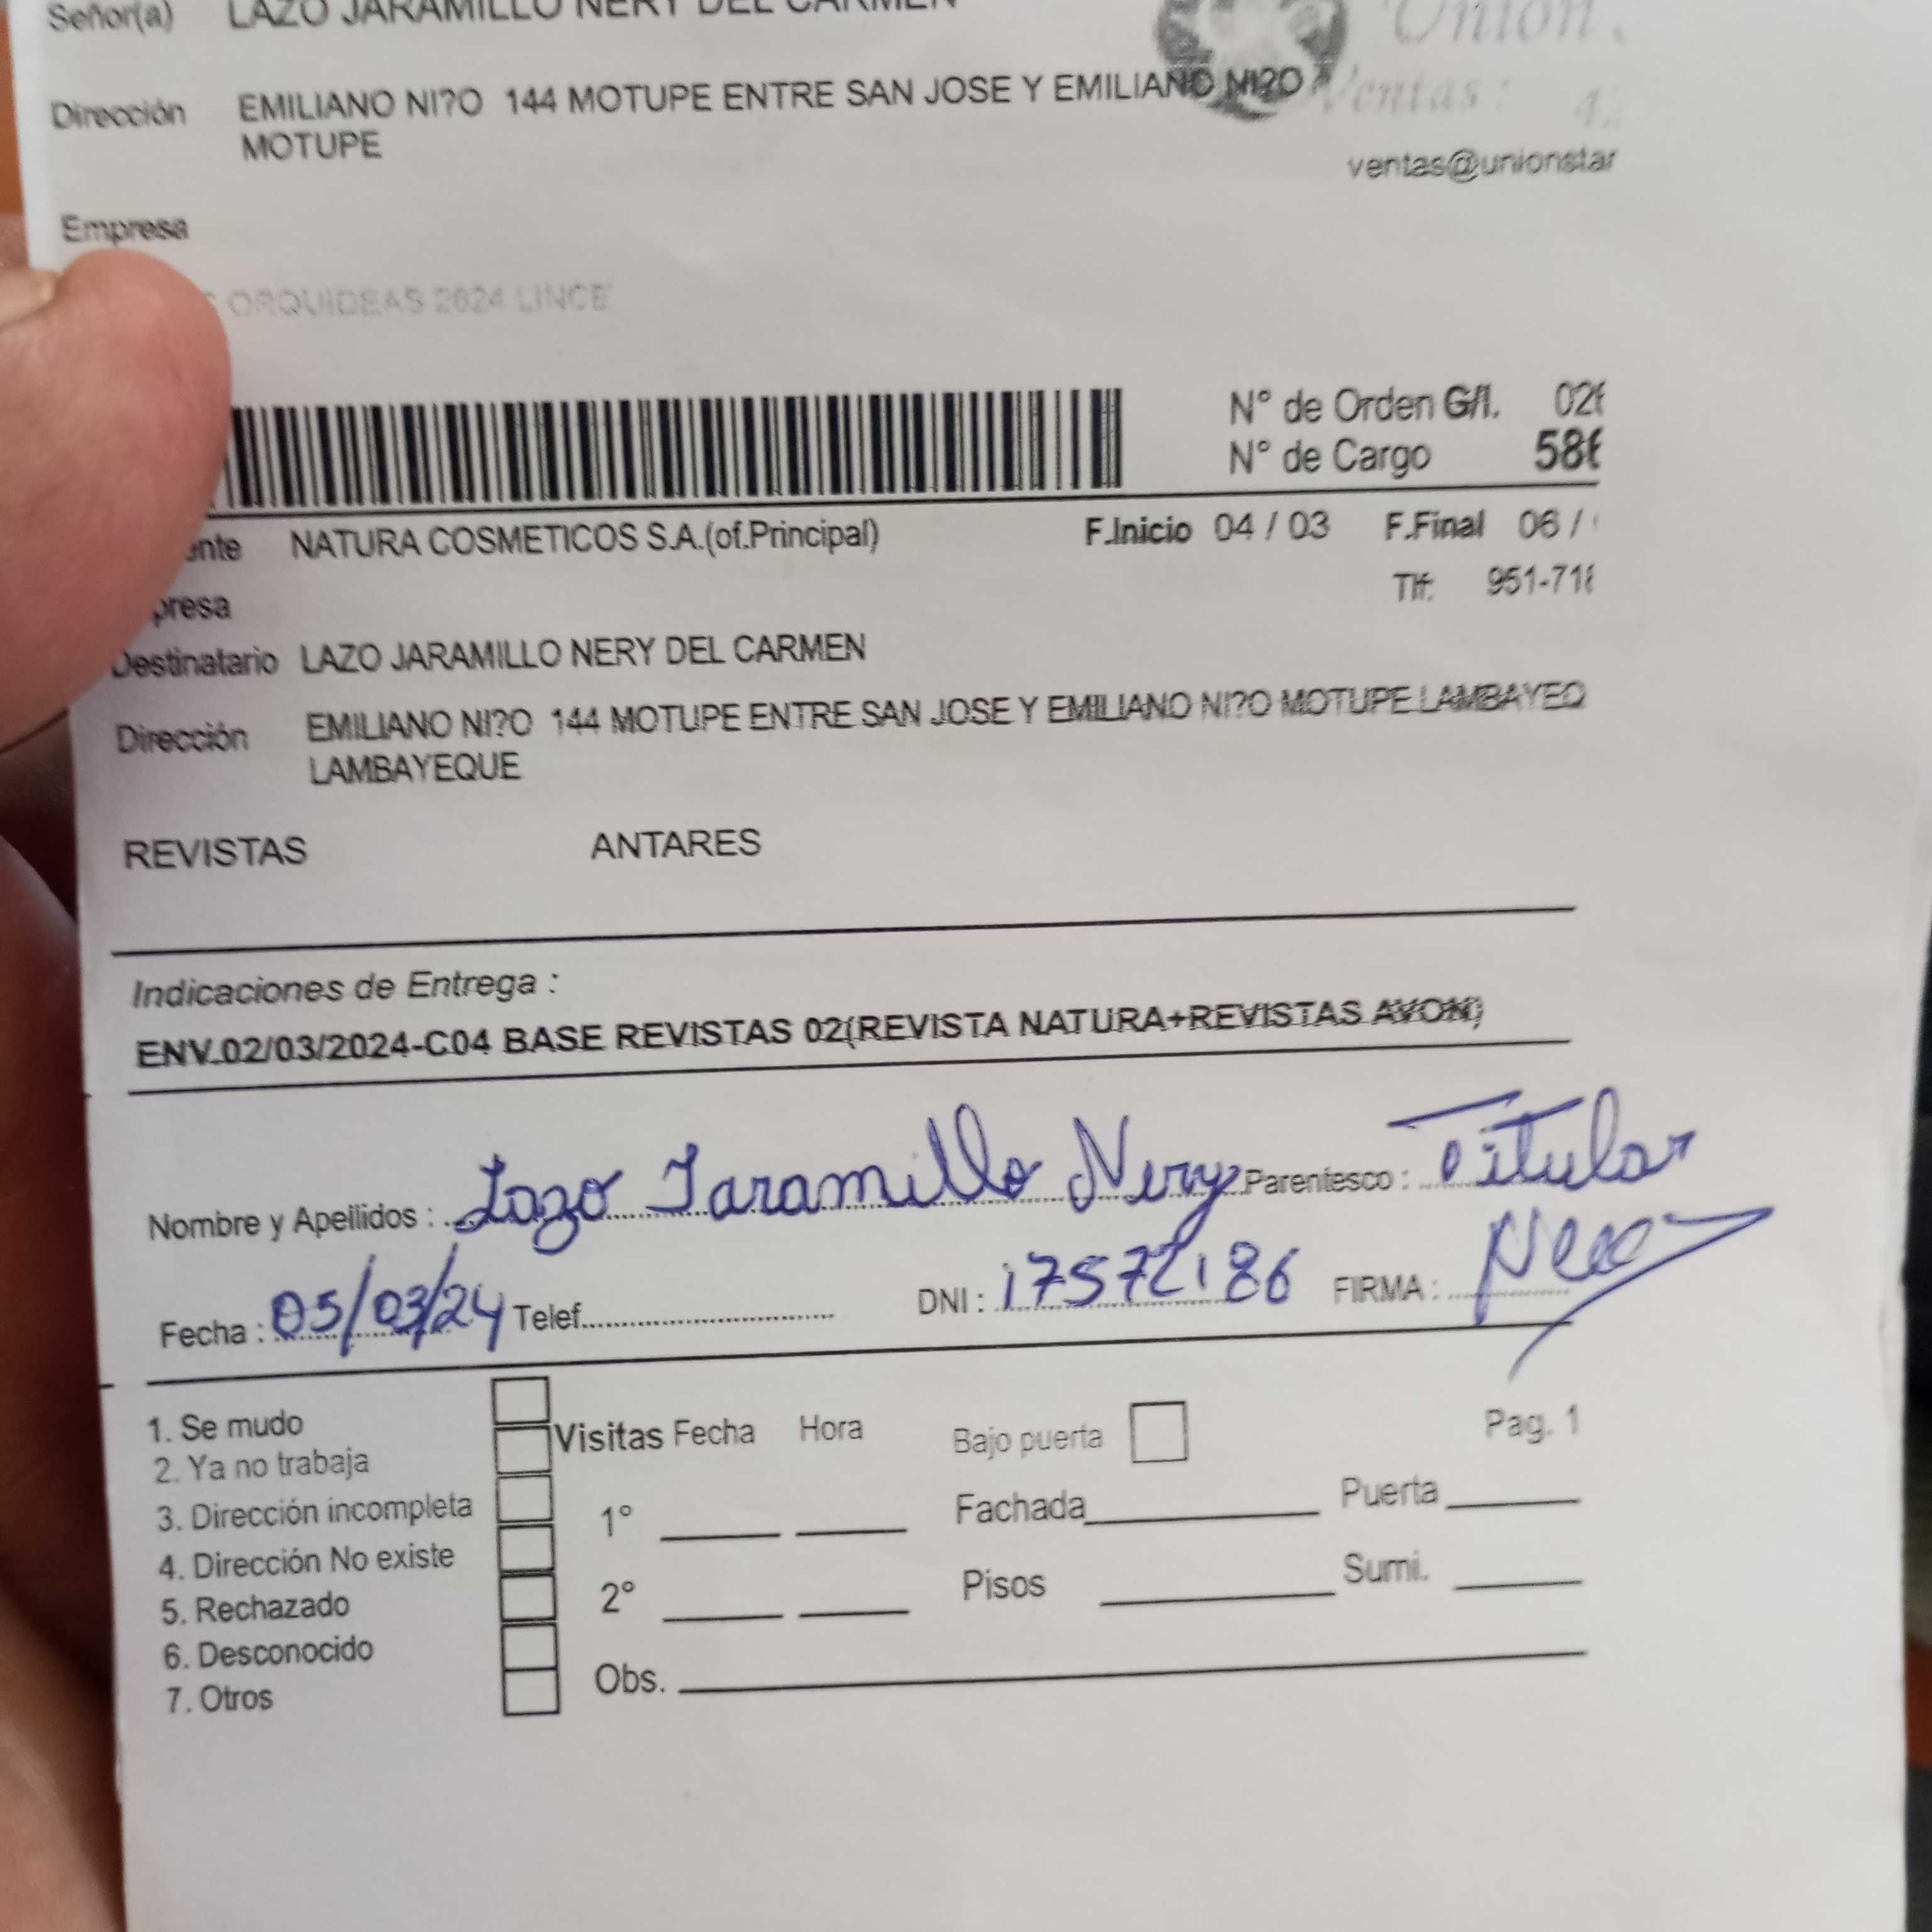 Señor(a) LAZO JARAMILLO NERY DEL CARMEN
Union
Dirección EMILIANO NI?O 144 MOTUPE ENTRE SAN JOSE Y EMILIANO NI?O
MOTUPE
Ventas :
ventas@unionstar
Empresa
ORQUIDEAS 2624 LINCE
N° de Orden G/I. 02
N° de Cargo 58
ente NATURA COSMETICOS S.A.(of.Principal) F.Inicio 04 / 03 F.Final 06 /
presa Tlf: 951-71
Destinatario LAZO JARAMILLO NERY DEL CARMEN
Dirección EMILIANO NI?O 144 MOTUPE ENTRE SAN JOSE Y EMILIANO NI?O MOTUPE LAMBAYEQ
LAMBAYEQUE
REVISTAS ANTARES
Indicaciones de Entrega :
ENV.02/03/2024-C04 BASE REVISTAS 02(REVISTA NATURA+REVISTAS AVON)
Nombre y Apellidos : Lazo Jaramillo Nery Parentesco : Titular
Fecha : 05/03/24 Telef. DNI : 17572186 FIRMA :
1. Se mudo
2. Ya no trabaja
3. Dirección incompleta
4. Dirección No existe
5. Rechazado
6. Desconocido
7. Otros
Visitas Fecha Hora Bajo puerta Pag. 1
1° Fachada Puerta
2° Pisos Sumi.
Obs.